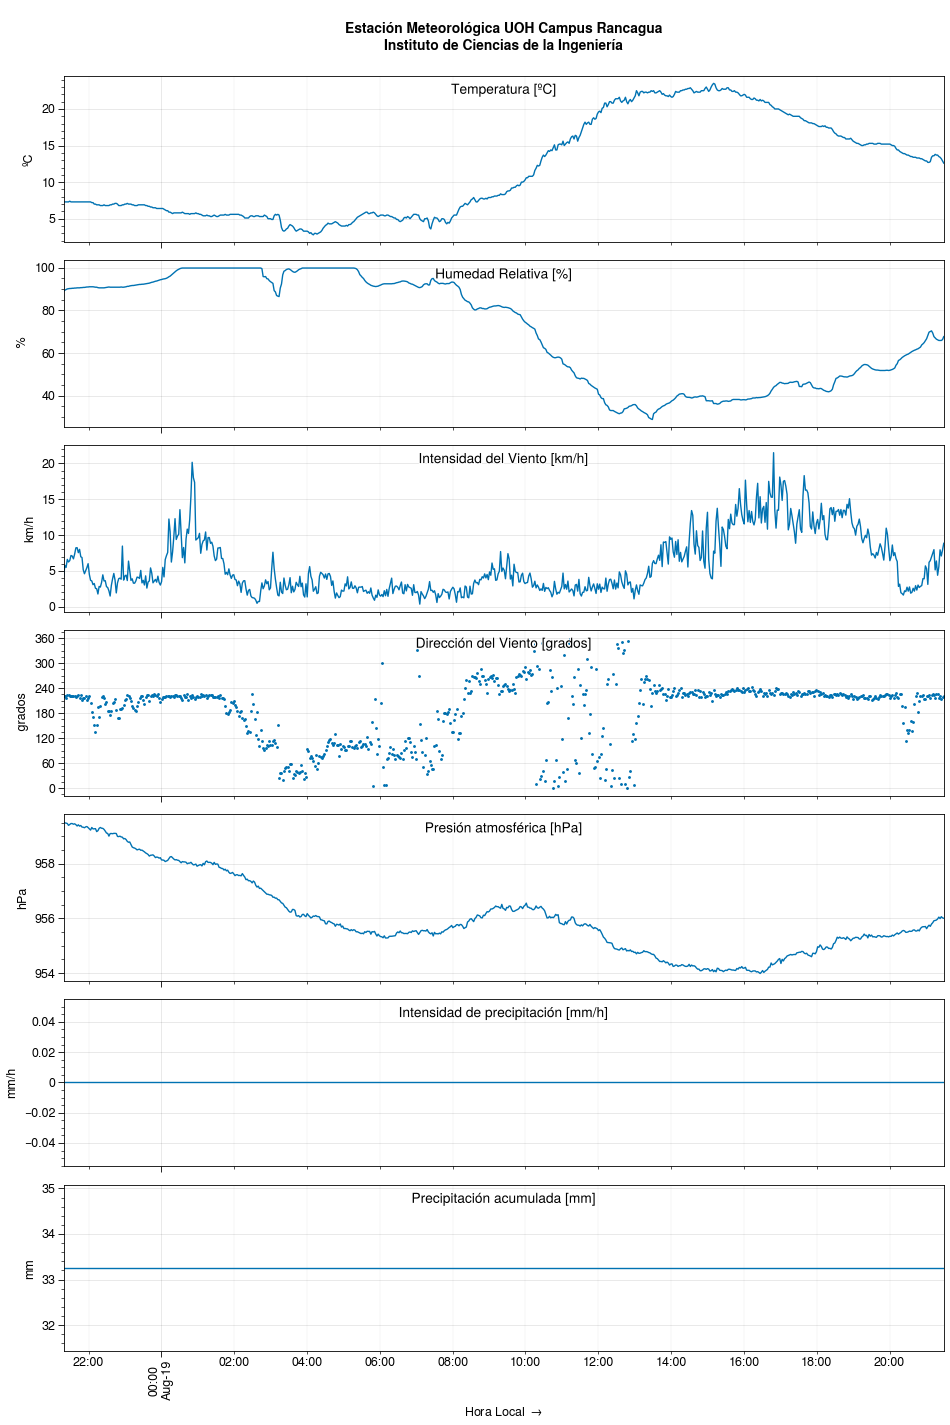 Estación Meteorológica UOH Campus Rancagua
Instituto de Ciencias de la Ingeniería
Temperatura [ºC]
ºC
20
15
10
5
Humedad Relativa [%]
%
100
80
60
40
Intensidad del Viento [km/h]
km/h
20
15
10
5
0
Dirección del Viento [grados]
grados
360
300
240
180
120
60
0
Presión atmosférica [hPa]
hPa
958
956
954
Intensidad de precipitación [mm/h]
mm/h
0.04
0.02
0
−0.02
−0.04
Precipitación acumulada [mm]
mm
35
34
33
32
22:00
00:00
Aug-19
02:00
04:00
06:00
08:00
10:00
12:00
14:00
16:00
18:00
20:00
Hora Local →